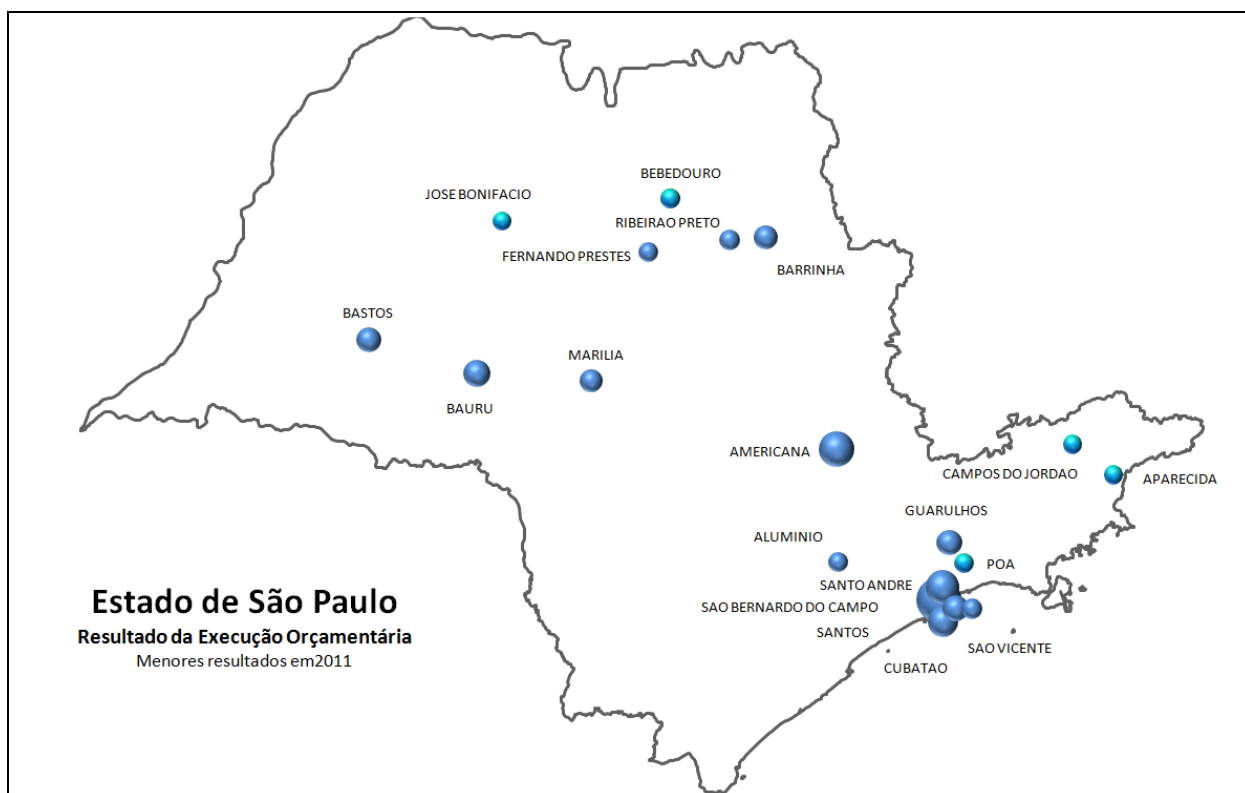 BEBEDOURO
JOSE BONIFACIO
RIBEIRAO PRETO
FERNANDO PRESTES
BARRINHA
BASTOS
MARILIA
BAURU
AMERICANA
CAMPOS DO JORDAO
APARECIDA
GUARULHOS
ALUMINIO
POA
SANTO ANDRE
SAO BERNARDO DO CAMPO
SANTOS
SAO VICENTE
CUBATAO
Estado de São Paulo
Resultado da Execução Orçamentária
Menores resultados em2011